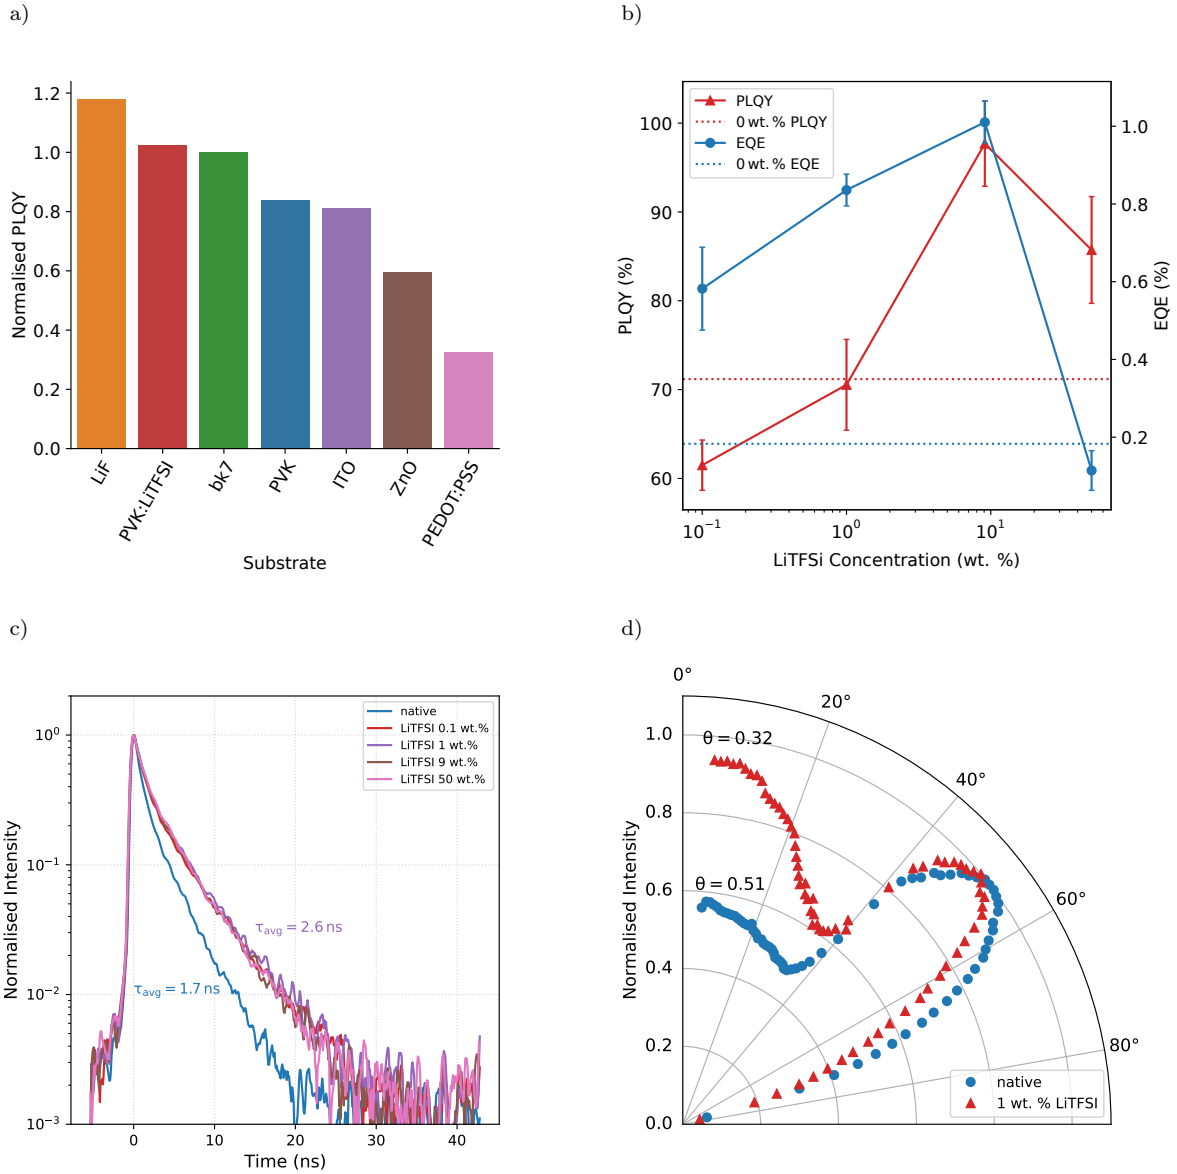 a)
1.2
1.0
0.8
0.6
0.4
0.2
0.0
Normalised PLQY
LiF
PVK:LiTFSI
bk7
PVK
ITO
ZnO
PEDOT:PSS
Substrate
b)
PLQY
0 wt. % PLQY
EQE
0 wt. % EQE
100
90
80
70
60
PLQY (%)
1.0
0.8
0.6
0.4
0.2
EQE (%)
10⁻¹
10⁰
10¹
LiTFSi Concentration (wt. %)
c)
native
LiTFSI 0.1 wt.%
LiTFSI 1 wt.%
LiTFSI 9 wt.%
LiTFSI 50 wt.%
10⁰
10⁻¹
10⁻²
10⁻³
Normalised Intensity
τavg = 2.6 ns
τavg = 1.7 ns
0
10
20
30
40
Time (ns)
d)
0°
20°
40°
60°
80°
1.0
0.8
0.6
0.4
0.2
0.0
Normalised Intensity
θ = 0.32
θ = 0.51
native
1 wt. % LiTFSI